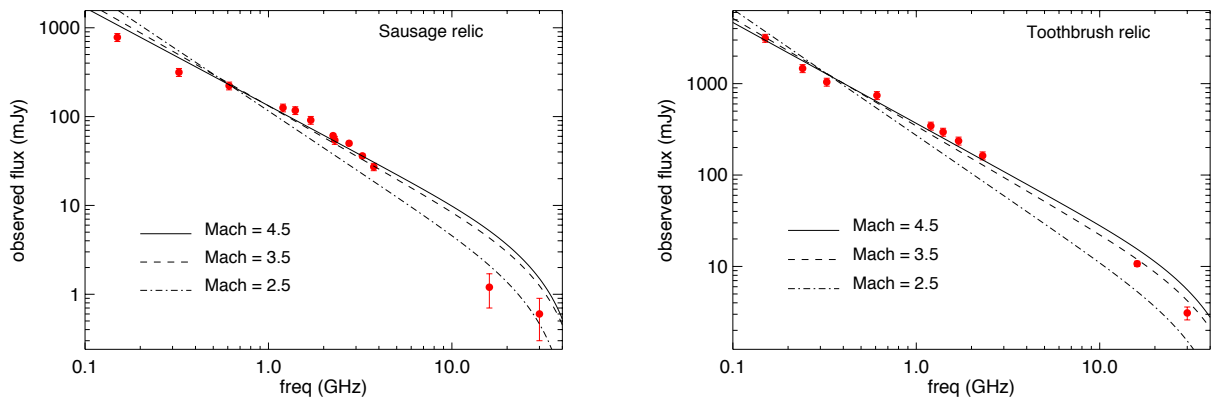 Sausage relic
1000
100
10
1
observed flux (mJy)
Mach = 4.5
Mach = 3.5
Mach = 2.5
0.1
1.0
10.0
freq (GHz)
Toothbrush relic
1000
100
10
observed flux (mJy)
Mach = 4.5
Mach = 3.5
Mach = 2.5
0.1
1.0
10.0
freq (GHz)